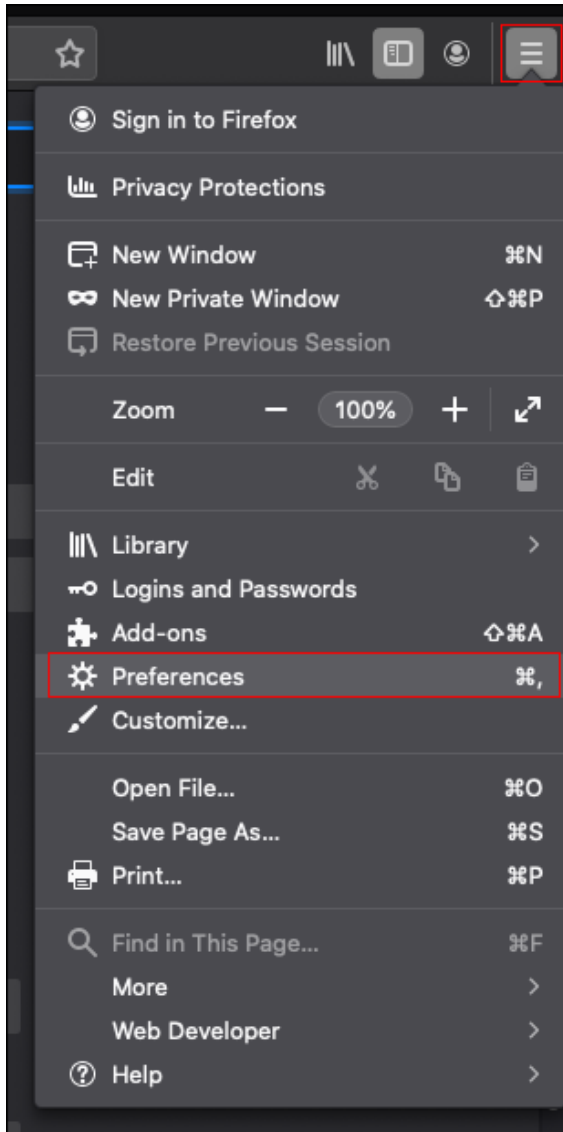 Sign in to Firefox
Privacy Protections
New Window ⌘N
New Private Window ⇧⌘P
Restore Previous Session
Zoom − 100% +
Edit
Library
Logins and Passwords
Add-ons ⇧⌘A
Preferences ⌘,
Customize...
Open File... ⌘O
Save Page As... ⌘S
Print... ⌘P
Find in This Page... ⌘F
More
Web Developer
Help